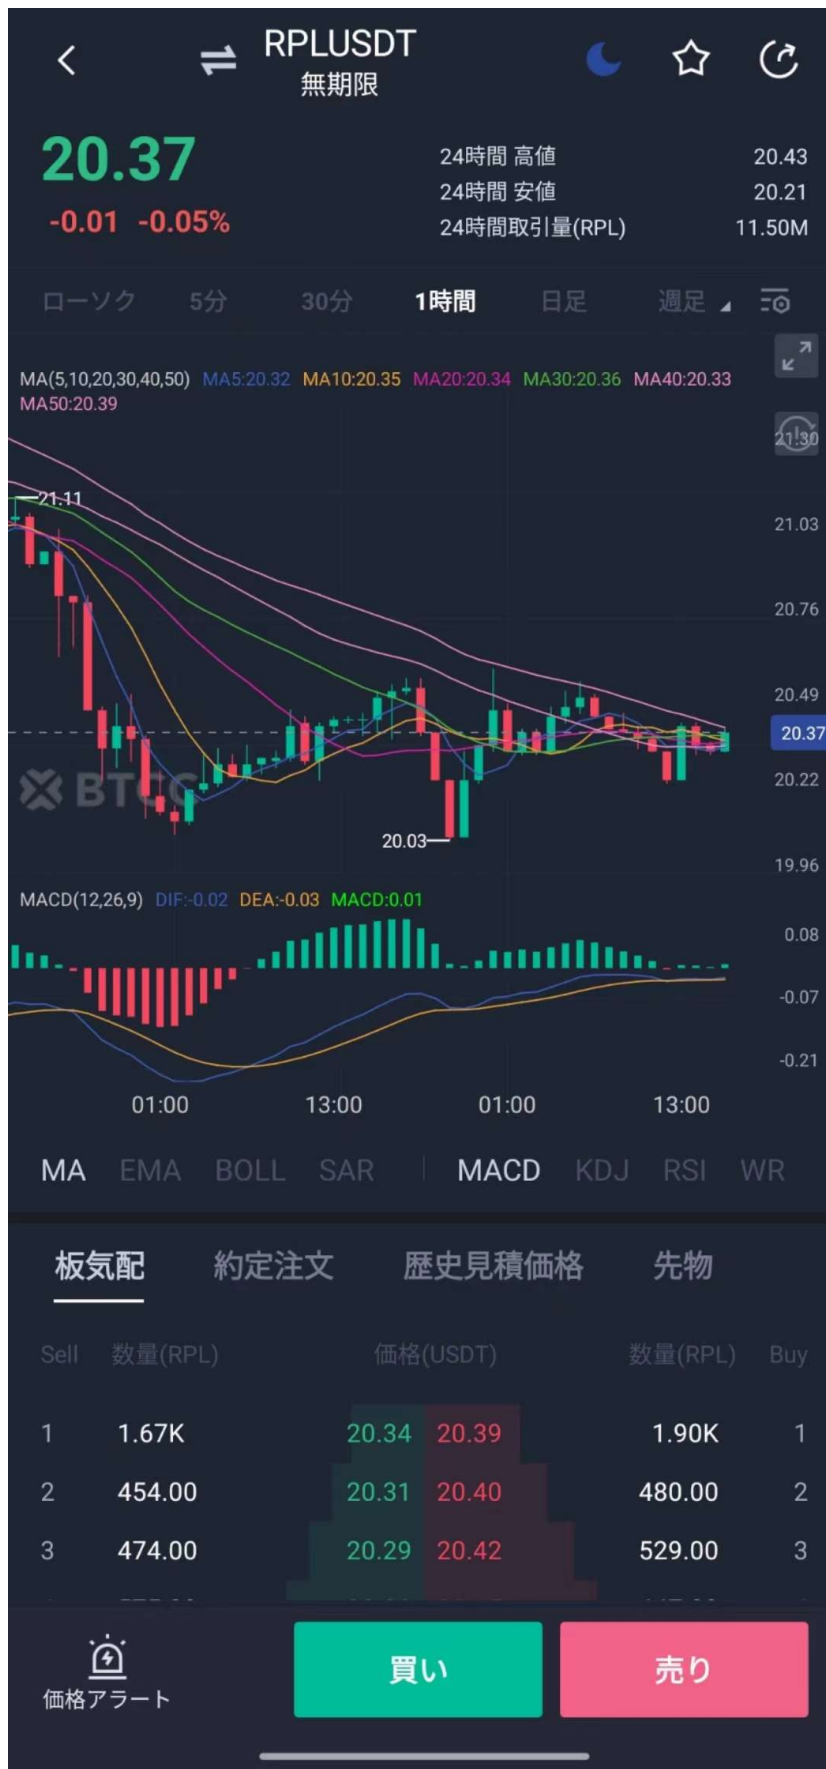 RPLUSDT
無期限
20.37
-0.01 -0.05%
24時間 高値 20.43
24時間 安値 20.21
24時間取引量(RPL) 11.50M
ローソク 5分 30分 1時間 日足 週足
MA(5,10,20,30,40,50) MA5:20.32 MA10:20.35 MA20:20.34 MA30:20.36 MA40:20.33
MA50:20.39
21.30
21.11
21.03
20.76
20.49
20.37
BTCC
20.22
20.03
19.96
MACD(12,26,9) DIF:-0.02 DEA:-0.03 MACD:0.01
0.08
-0.07
-0.21
01:00 13:00 01:00 13:00
MA EMA BOLL SAR MACD KDJ RSI WR
板気配 約定注文 歴史見積価格 先物
Sell 数量(RPL) 価格(USDT) 数量(RPL) Buy
1 1.67K 20.34 20.39 1.90K 1
2 454.00 20.31 20.40 480.00 2
3 474.00 20.29 20.42 529.00 3
価格アラート 買い 売り